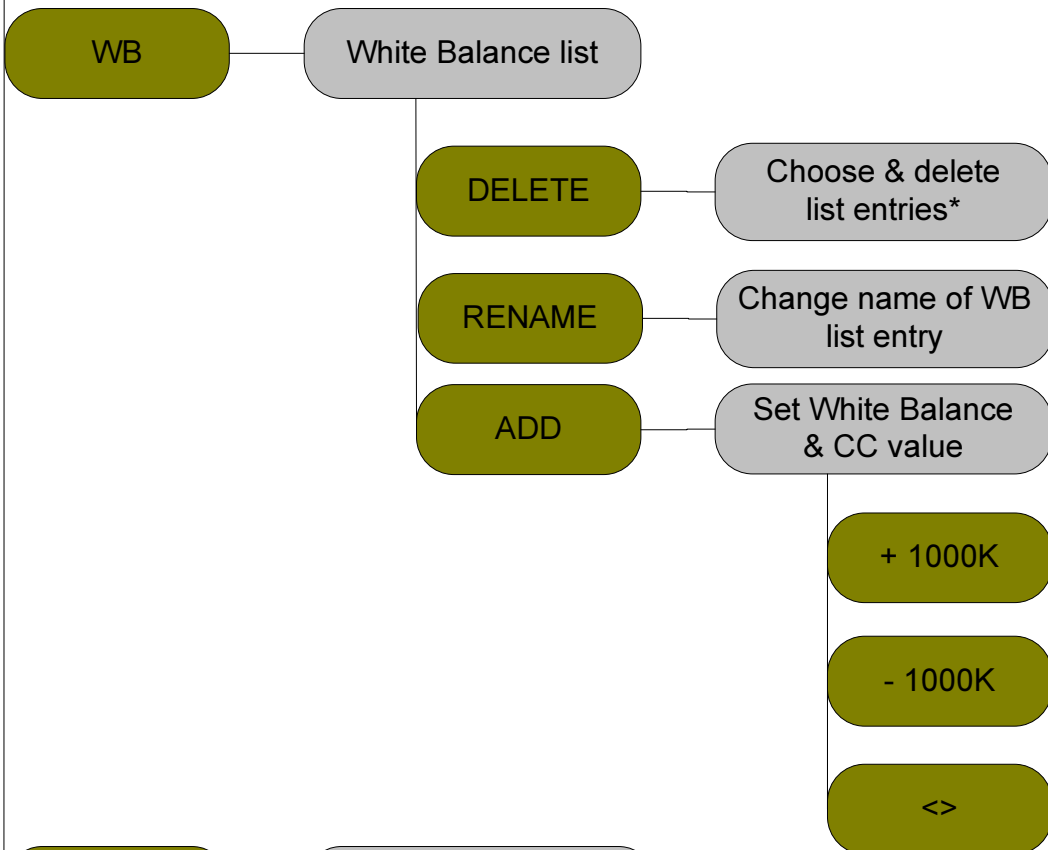 WB
White Balance list
DELETE
Choose & delete
list entries*
RENAME
Change name of WB
list entry
ADD
Set White Balance
& CC value
+ 1000K
- 1000K
<>